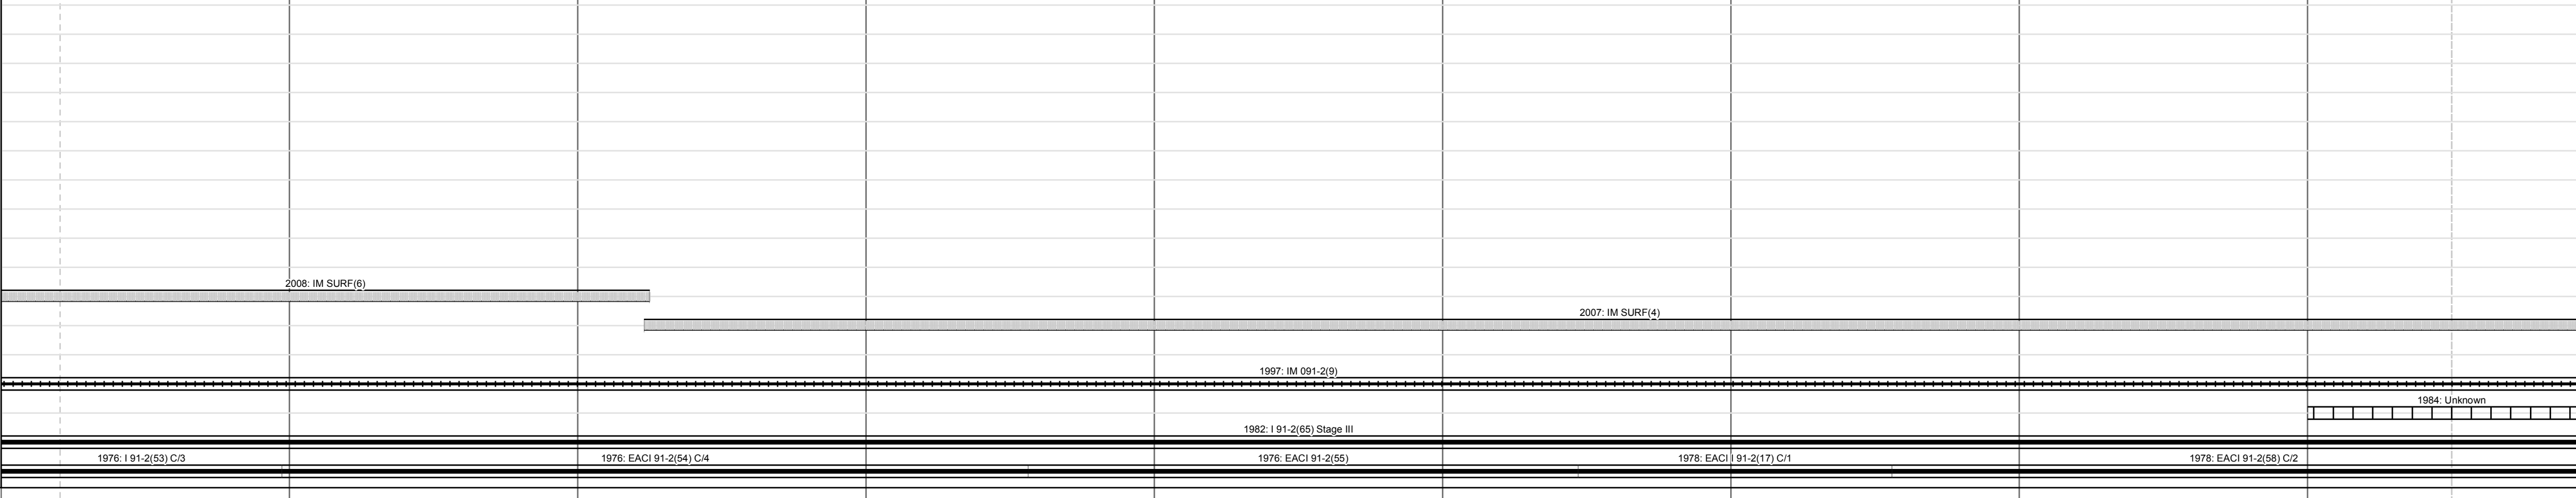 2008: IM SURF(6)
2007: IM SURF(4)
1997: IM 091-2(9)
1984: Unknown
1982: I 91-2(65) Stage III
1976: I 91-2(53) C/3
1976: EACI 91-2(54) C/4
1976: EACI 91-2(55)
1978: EACI I 91-2(17) C/1
1978: EACI 91-2(58) C/2